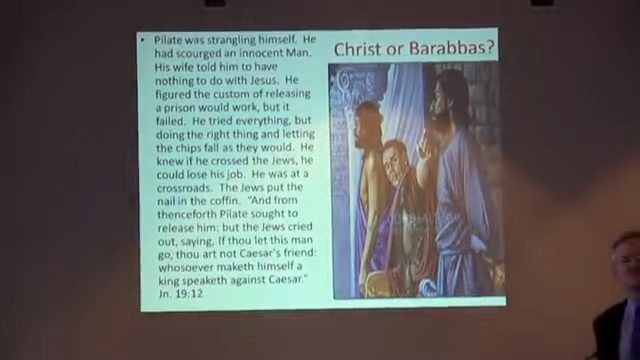 • Pilate was strangling himself. He
had scourged an innocent Man.
His wife told him to have
nothing to do with Jesus. He
figured the custom of releasing
a prison would work, but it
failed. He tried everything, but
doing the right thing and letting
the chips fall as they would. He
knew if he crossed the Jews, he
could lose his job. He was at a
crossroads. The Jews put the
nail in the coffin. "And from
thenceforth Pilate sought to
release him: but the Jews cried
out, saying, If thou let this man
go, thou art not Caesar's friend:
whosoever maketh himself a
king speaketh against Caesar."
Jn. 19:12
Christ or Barabbas?